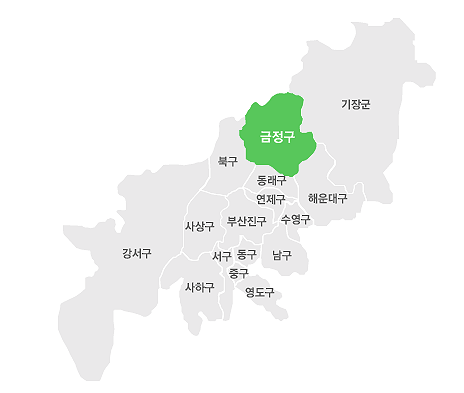 기장군
금정구
북구
동래구
연제구
해운대구
사상구
부산진구
수영구
강서구
서구
동구
남구
중구
사하구
영도구